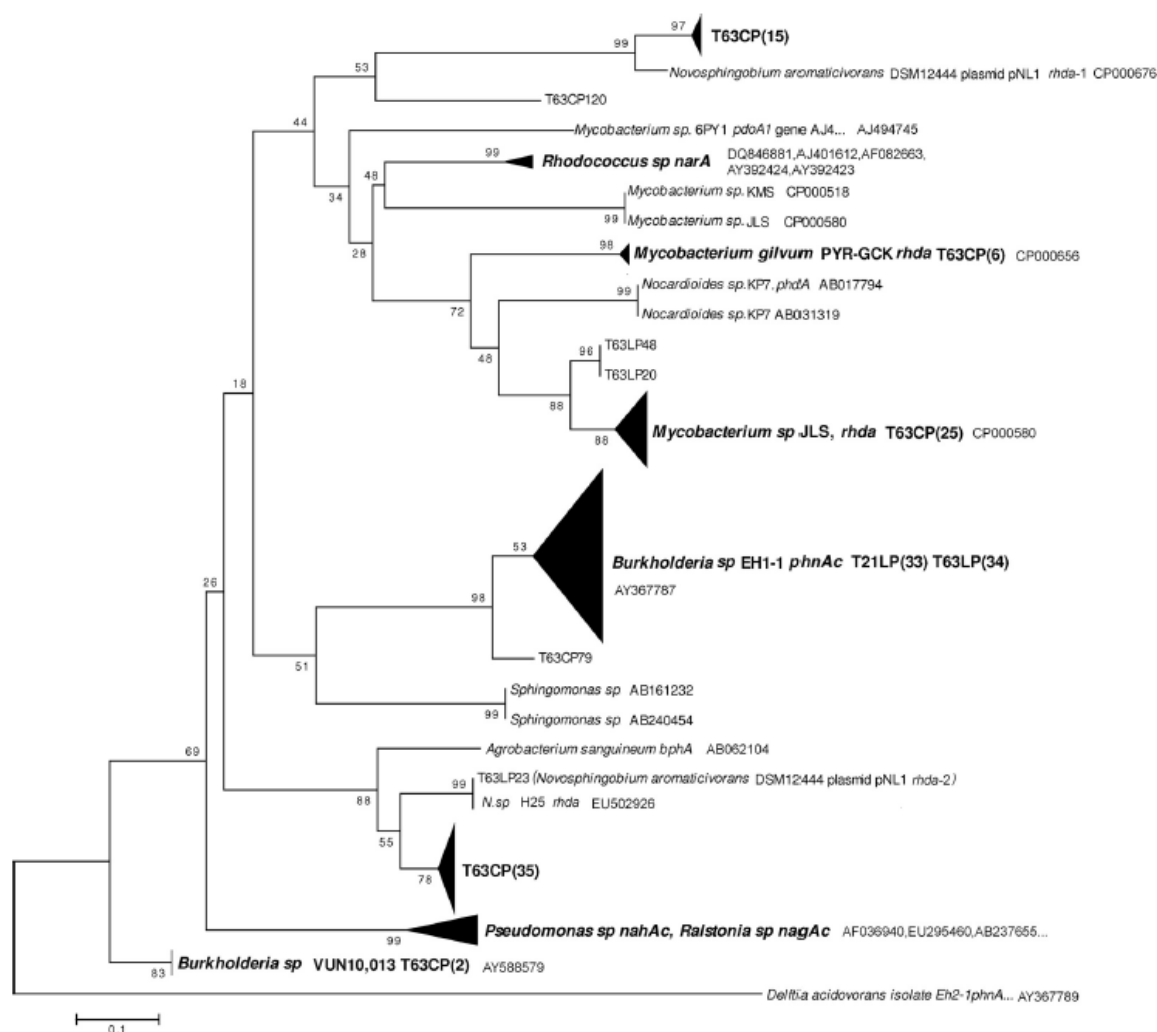 97
T63CP(15)
99
Novosphingobium aromaticivorans DSM12444 plasmid pNL1 rhda-1 CP000676
53
T63CP120
44
Mycobacterium sp. 6PY1 pdoA1 gene AJ4... AJ494745
99
Rhodococcus sp narA
DQ846881,AJ401612,AF082663,
AY392424,AY392423
48
34
Mycobacterium sp. KMS CP000518
99
Mycobacterium sp. JLS CP000580
28
98
Mycobacterium gilvum PYR-GCK rhda T63CP(6) CP000656
99
Nocardioides sp.KP7.phdA AB017794
72
Nocardioides sp.KP7 AB031319
48
96
T63LP48
T63LP20
18
88
88
Mycobacterium sp JLS, rhda T63CP(25) CP000580
53
Burkholderia sp EH1-1 phnAc T21LP(33) T63LP(34)
AY367787
26
98
T63CP79
51
Sphingomonas sp AB161232
99
Sphingomonas sp AB240454
69
Agrobacterium sanguineum bphA AB062104
99
T63LP23 (Novosphingobium aromaticivorans DSM12444 plasmid pNL1 rhda-2)
88
N.sp H25 rhda EU502926
55
78
T63CP(35)
99
Pseudomonas sp nahAc, Ralstonia sp nagAc AF036940,EU295460,AB237655...
83
Burkholderia sp VUN10,013 T63CP(2) AY588579
Delftia acidovorans isolate Eh2-1phnA... AY367789
0.1